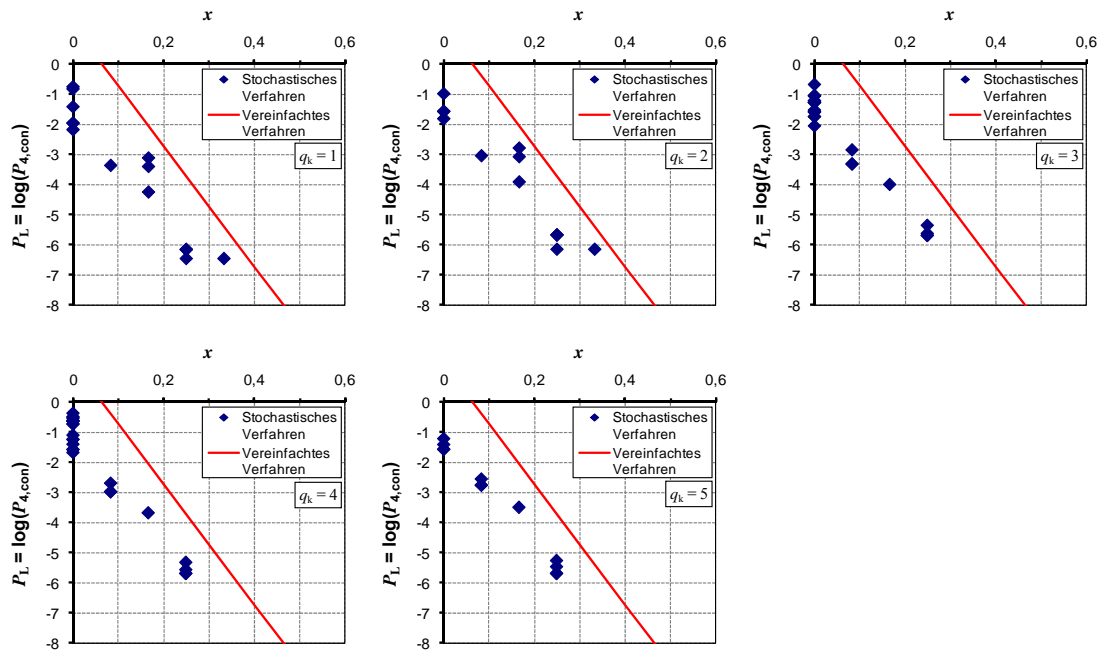 x
0 0,2 0,4 0,6
0
-1
-2
-3
-4
-5
-6
-7
-8
P_L = log(P_4,con)
Stochastisches
Verfahren
Vereinfachtes
Verfahren
q_k = 1
x
0 0,2 0,4 0,6
0
-1
-2
-3
-4
-5
-6
-7
-8
P_L = log(P_4,con)
Stochastisches
Verfahren
Vereinfachtes
Verfahren
q_k = 2
x
0 0,2 0,4 0,6
0
-1
-2
-3
-4
-5
-6
-7
-8
P_L = log(P_4,con)
Stochastisches
Verfahren
Vereinfachtes
Verfahren
q_k = 3
x
0 0,2 0,4 0,6
0
-1
-2
-3
-4
-5
-6
-7
-8
P_L = log(P_4,con)
Stochastisches
Verfahren
Vereinfachtes
Verfahren
q_k = 4
x
0 0,2 0,4 0,6
0
-1
-2
-3
-4
-5
-6
-7
-8
P_L = log(P_4,con)
Stochastisches
Verfahren
Vereinfachtes
Verfahren
q_k = 5